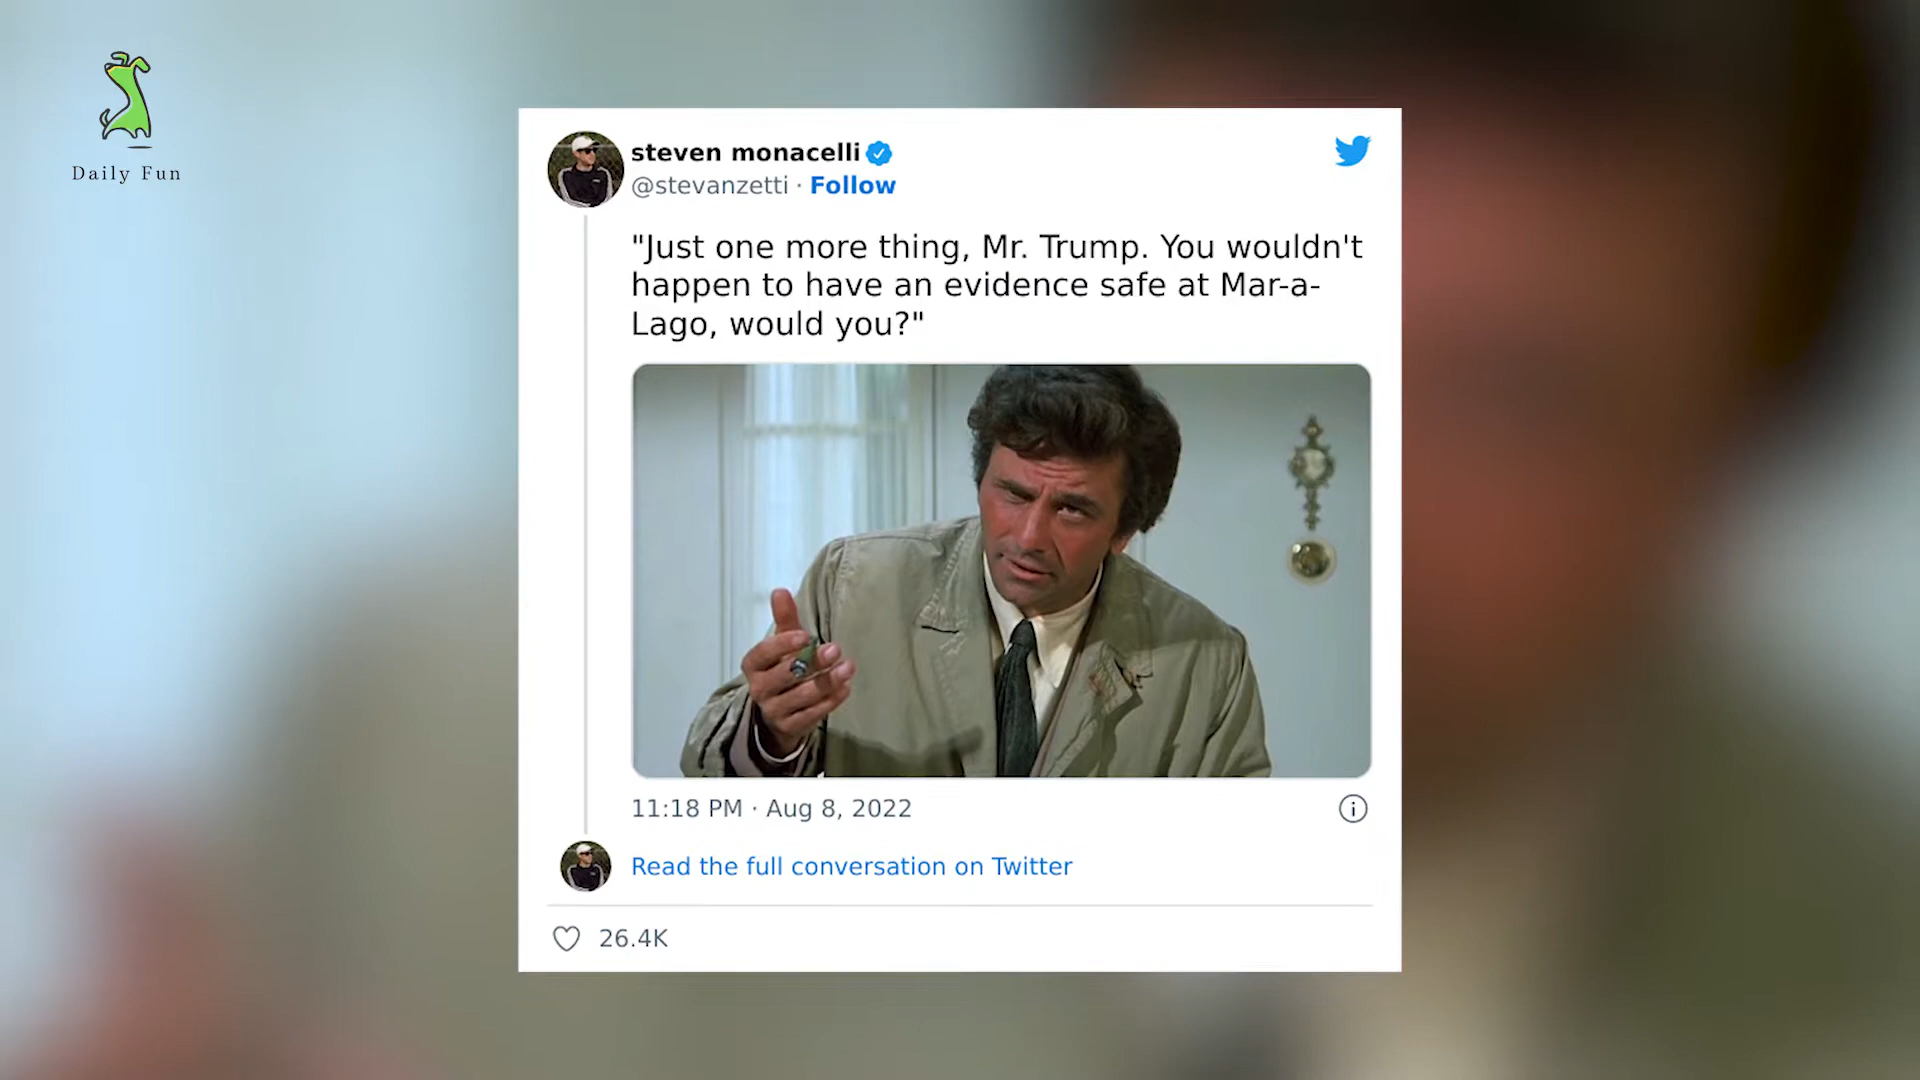 Daily Fun
steven monacelli
@stevanzetti · Follow
"Just one more thing, Mr. Trump. You wouldn't
happen to have an evidence safe at Mar-a-
Lago, would you?"
11:18 PM · Aug 8, 2022
Read the full conversation on Twitter
26.4K